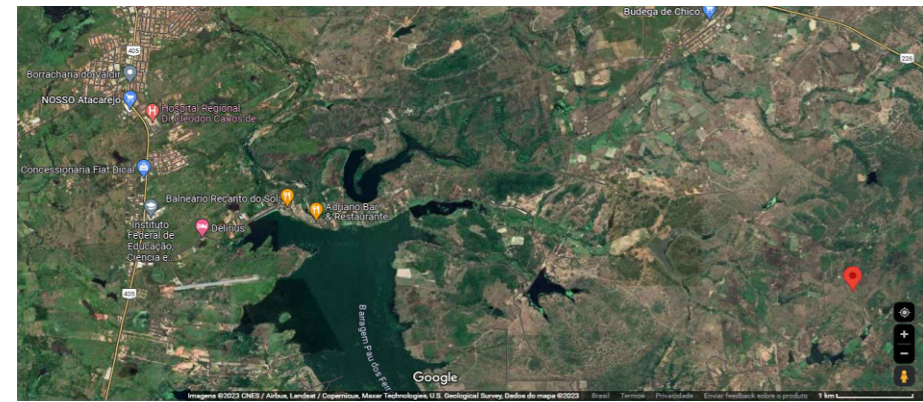 Budega de Chico
405
226
Borracharia dorvaldir
NOSSO Atacarejo
Hospital Regional
Dr. Cleodon Carlos de
Concessionaria Fiat Dical
Balneário Recanto do Sol
Adriano Bar
& Restaurante
Instituto
Federal de
Educação,
Ciência e...
Delirius
405
Barragem Pau dos Ferr
Google
Imagens ©2023 CNES / Airbus, Landsat / Copernicus, Maxar Technologies, U.S. Geological Survey, Dados do mapa ©2023 Brasil Termos Privacidade Enviar feedback sobre o produto 1 km